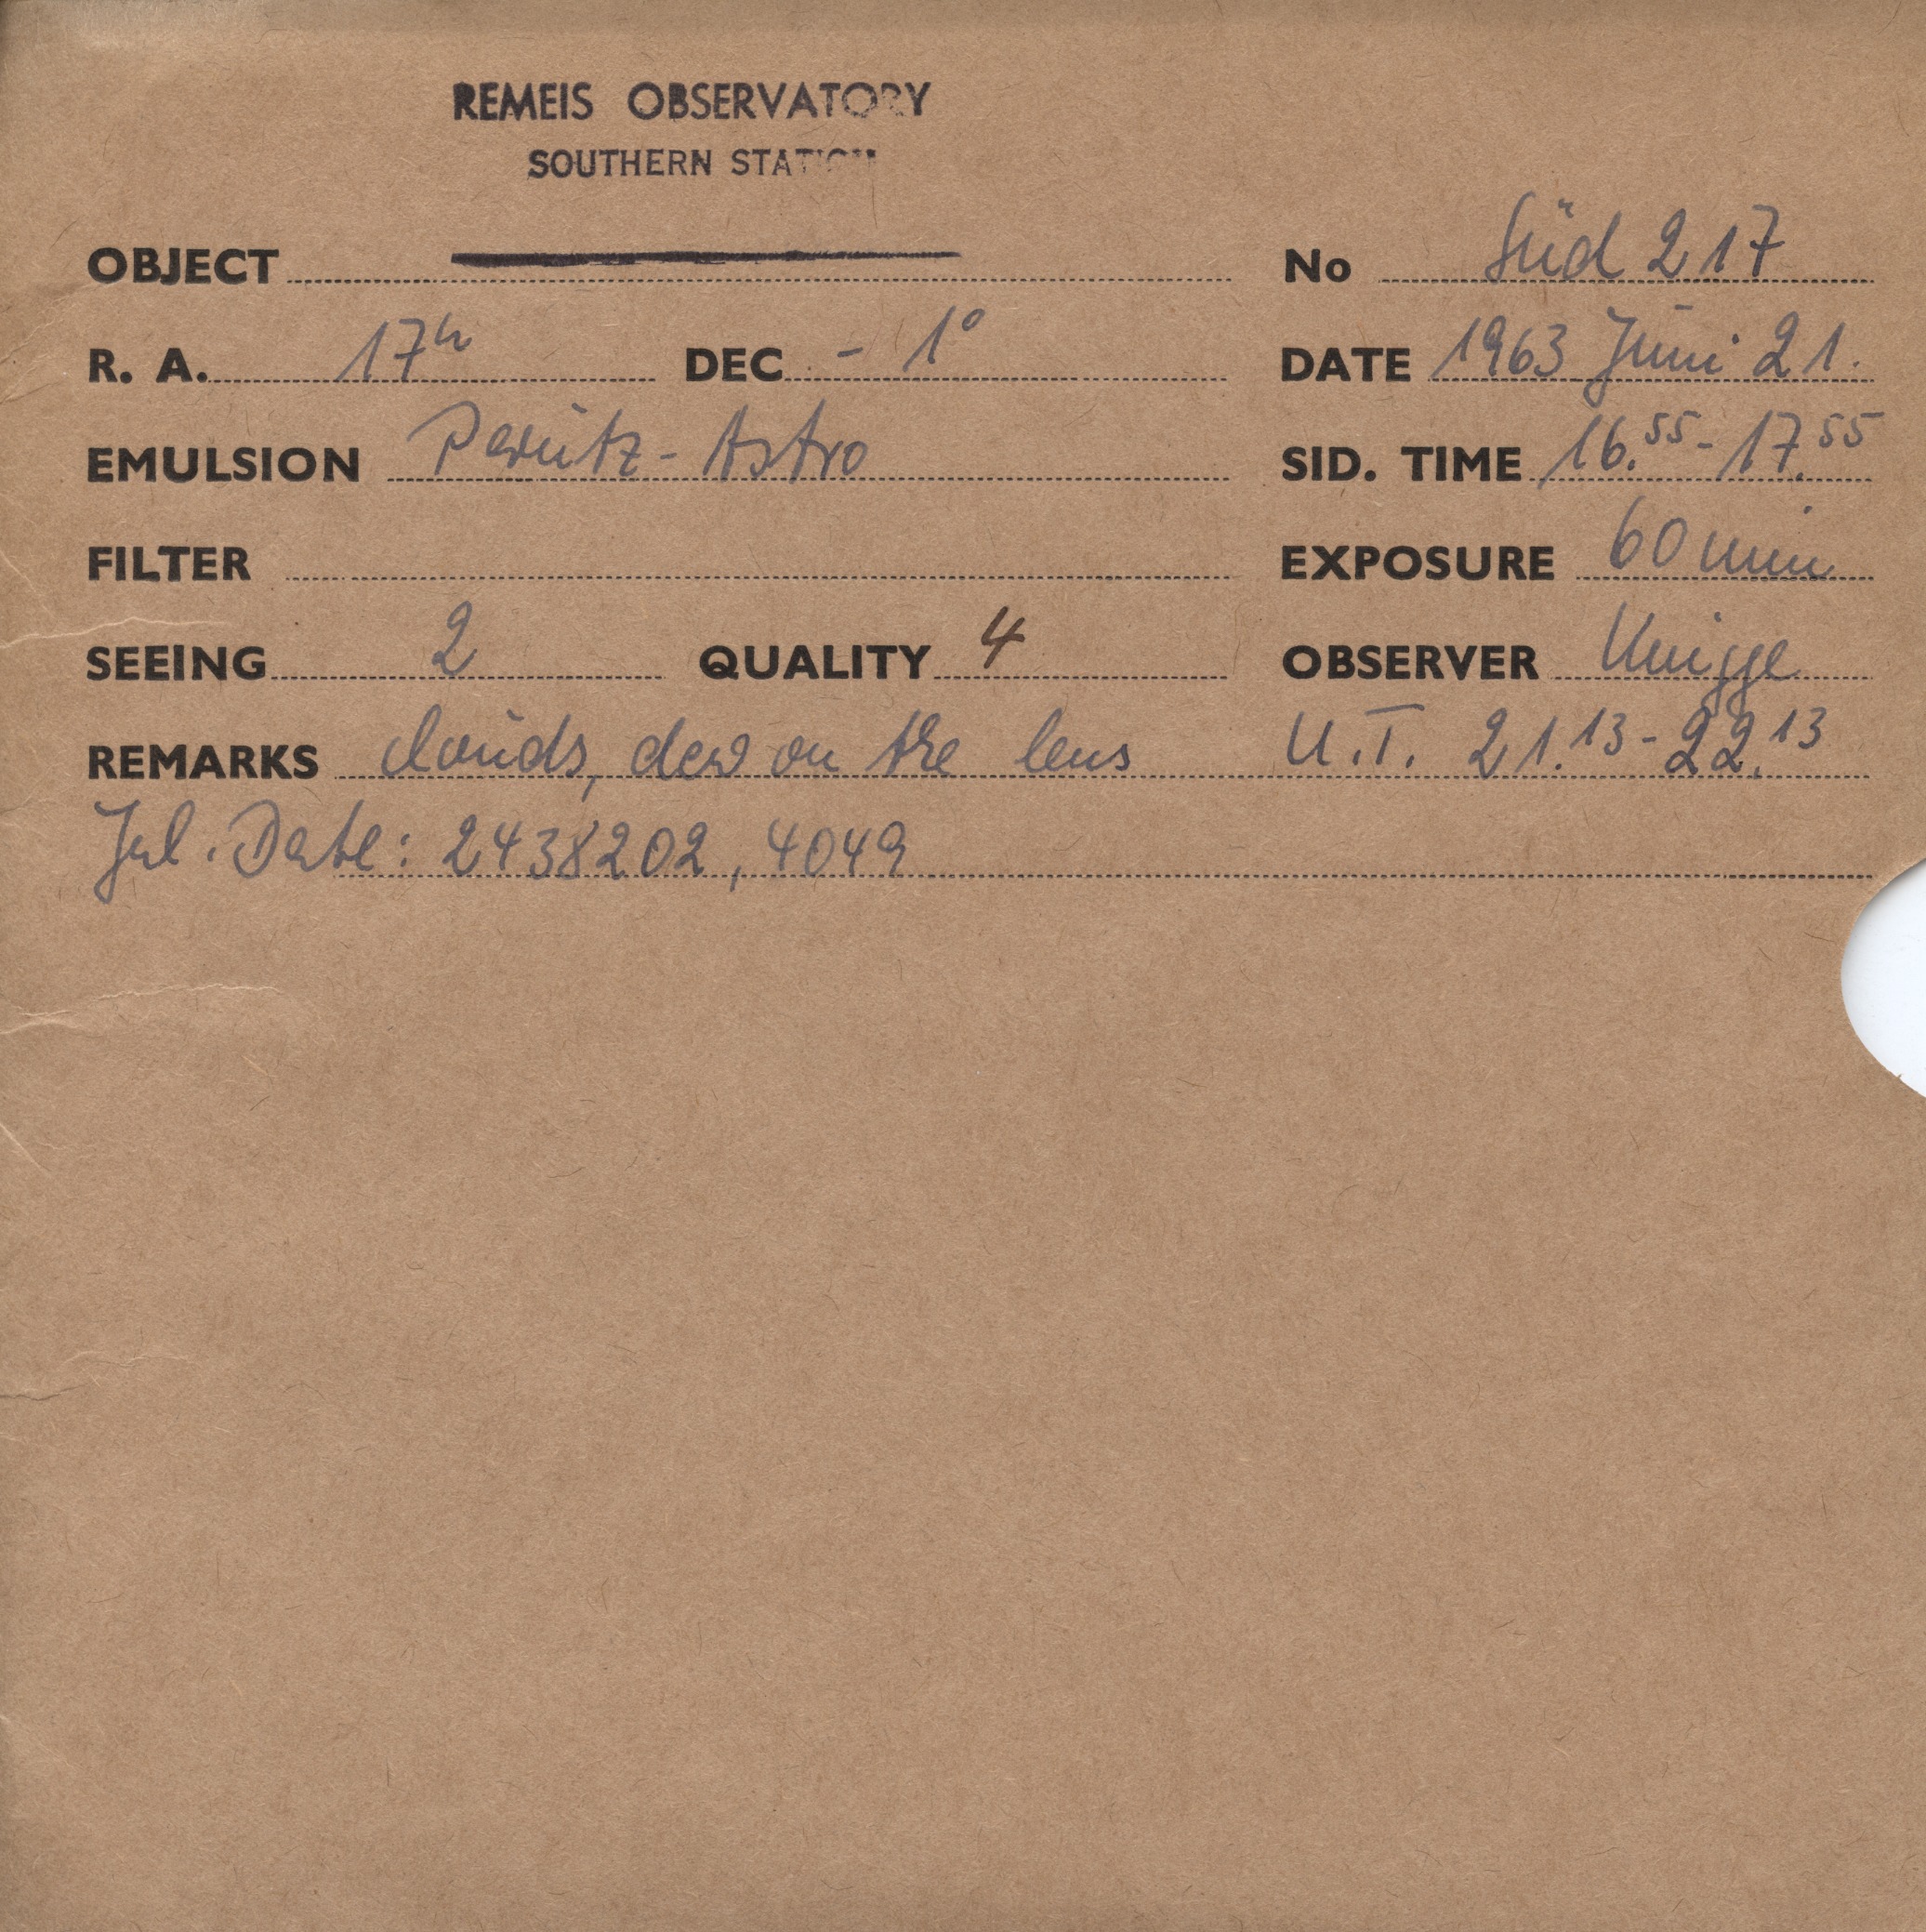 REMEIS OBSERVATORY
SOUTHERN STATION
OBJECT No Süd 217
R. A. 17h DEC - 1° DATE 1963 Juni 21.
EMULSION Perutz-Astro SID. TIME 16.55 - 17.55
FILTER EXPOSURE 60 min
SEEING 2 QUALITY 4 OBSERVER Knigge
REMARKS clouds, dew on the lens U.T. 21.13 - 22.13
Jul. Date: 2438202,4049